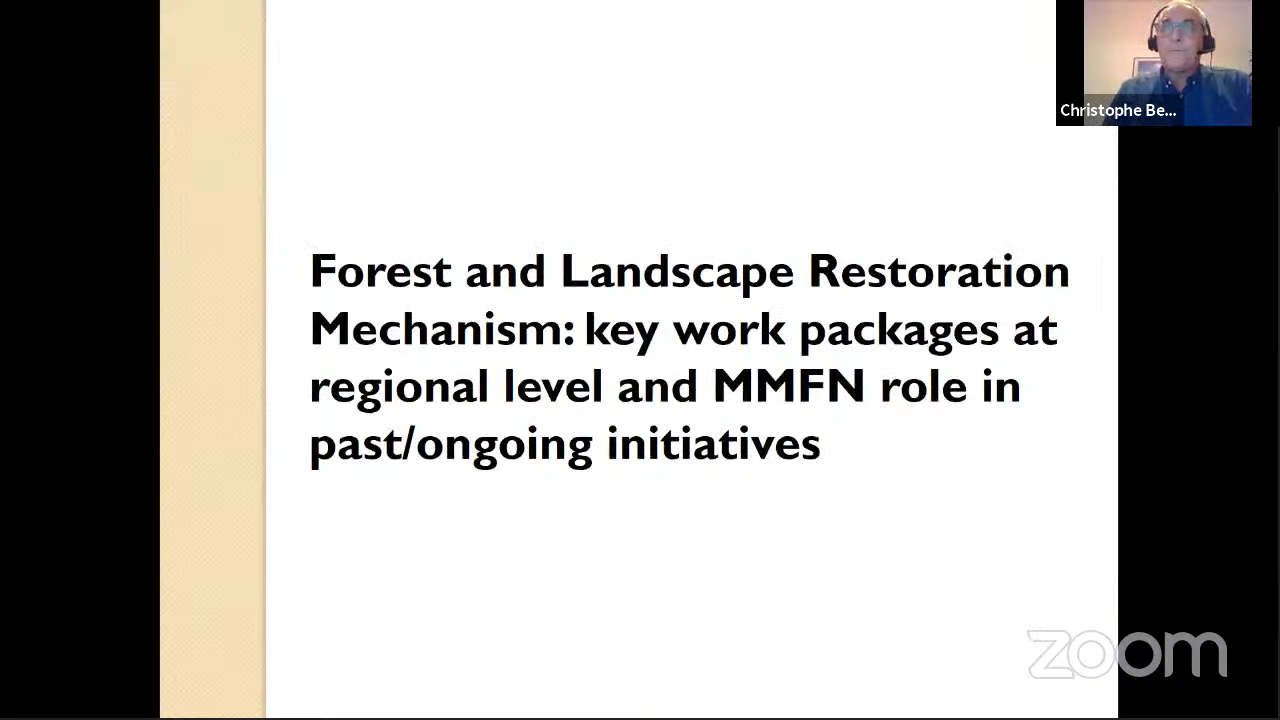 Christophe Be...
Forest and Landscape Restoration
Mechanism: key work packages at
regional level and MMFN role in
past/ongoing initiatives
zoom